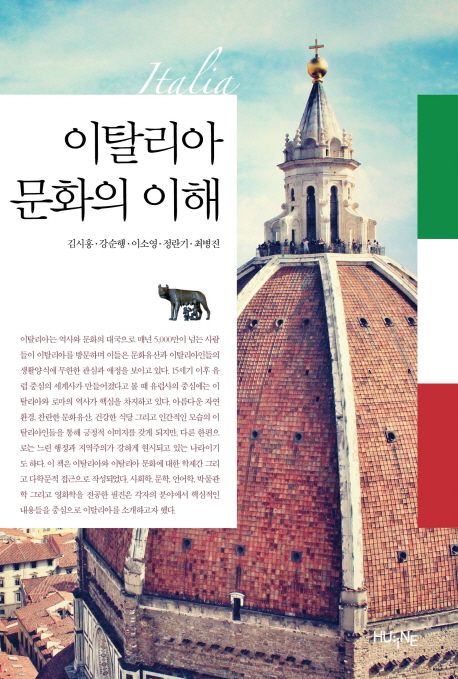 Italia
이탈리아
문화의 이해
김시홍·강순행·이소영·정란기·최병진
이탈리아는 역사와 문화의 대국으로 매년 5,000만이 넘는 사람
들이 이탈리아를 방문하며 이들은 문화유산과 이탈리아인들의
생활양식에 무한한 관심과 애정을 보이고 있다. 15세기 이후 유
럽 중심의 세계사가 만들어졌다고 볼 때 유럽사의 중심에는 이
탈리아와 로마의 역사가 핵심을 차지하고 있다. 아름다운 자연
환경, 찬란한 문화유산, 건강한 식당 그리고 인간적인 모습의 이
탈리아인들을 통해 긍정적 이미지를 갖게 되지만, 다른 한편으
로는 느린 행정과 지역주의가 강하게 현시되고 있는 나라이기
도 하다. 이 책은 이탈리아와 이탈리아 문화에 대한 학제간 그리
고 다학문적 접근으로 작성되었다. 사회학, 문학, 언어학, 박물관
학 그리고 영화학을 전공한 필진은 각자의 분야에서 핵심적인
내용들을 중심으로 이탈리아를 소개하고자 했다.
HUINE